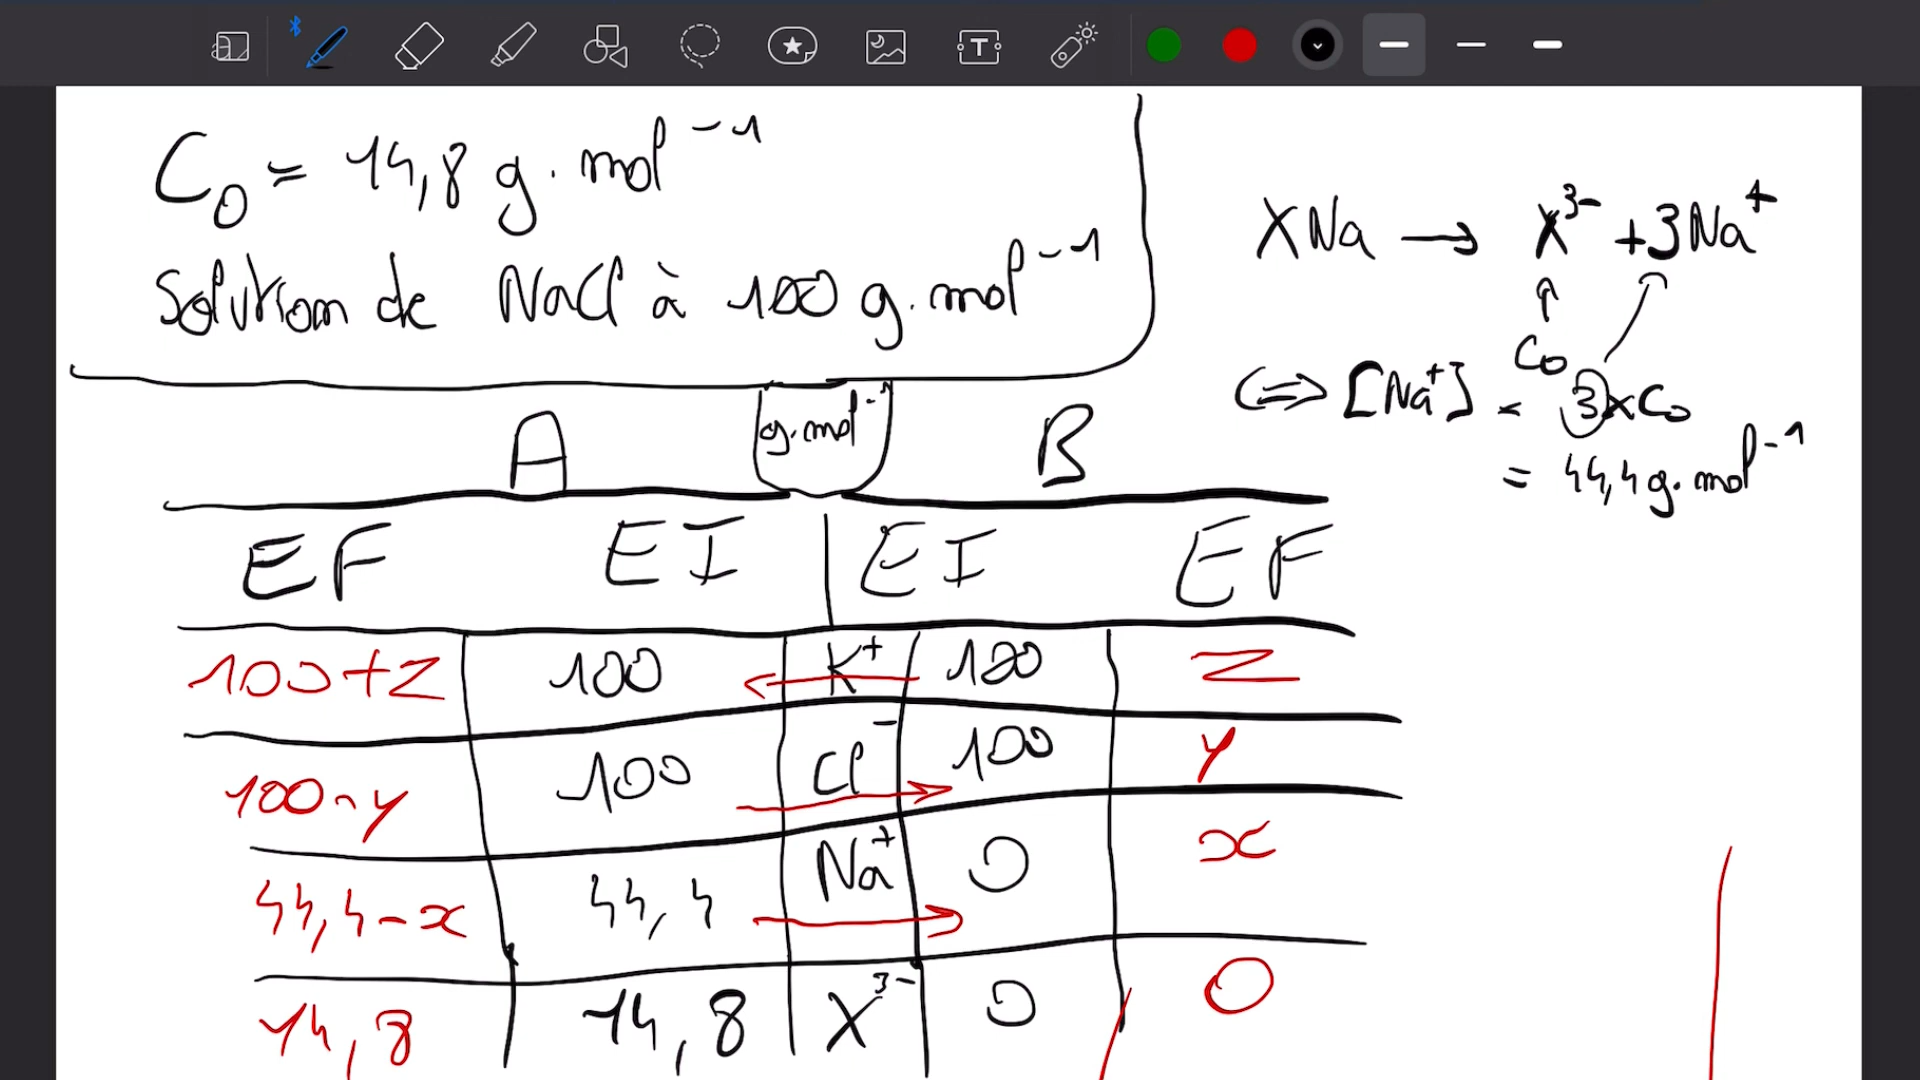 C₀ = 14,8 g.mol⁻¹
Solution de NaCl à 100 g.mol⁻¹
XNa → X³⁻ + 3Na⁺
C₀
(=> [Na⁺] = 3xC₀
= 44,4 g.mol⁻¹
A g.mol⁻¹ B
EF EI EI EF
100+Z 100 K⁺ 100 Z
100-y 100 Cl⁻ 100 y
44,4-x 44,4 Na⁺ 0 x
14,8 14,8 X³⁻ 0 0